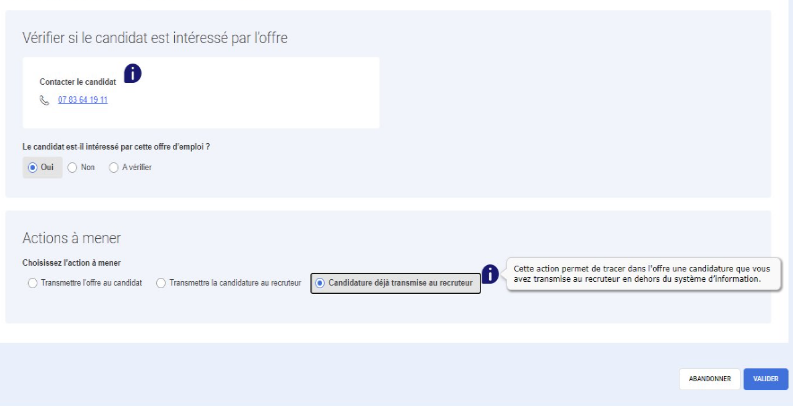 Vérifier si le candidat est intéressé par l'offre
Contacter le candidat
i
07 83 64 19 11
Le candidat est-il intéressé par cette offre d'emploi ?
Oui Non A vérifier
Actions à mener
Choisissez l'action à mener
Transmettre l'offre au candidat Transmettre la candidature au recruteur Candidature déjà transmise au recruteur
i
Cette action permet de tracer dans l'offre une candidature que vous
avez transmise au recruteur en dehors du système d'information.
ABANDONNER VALIDER